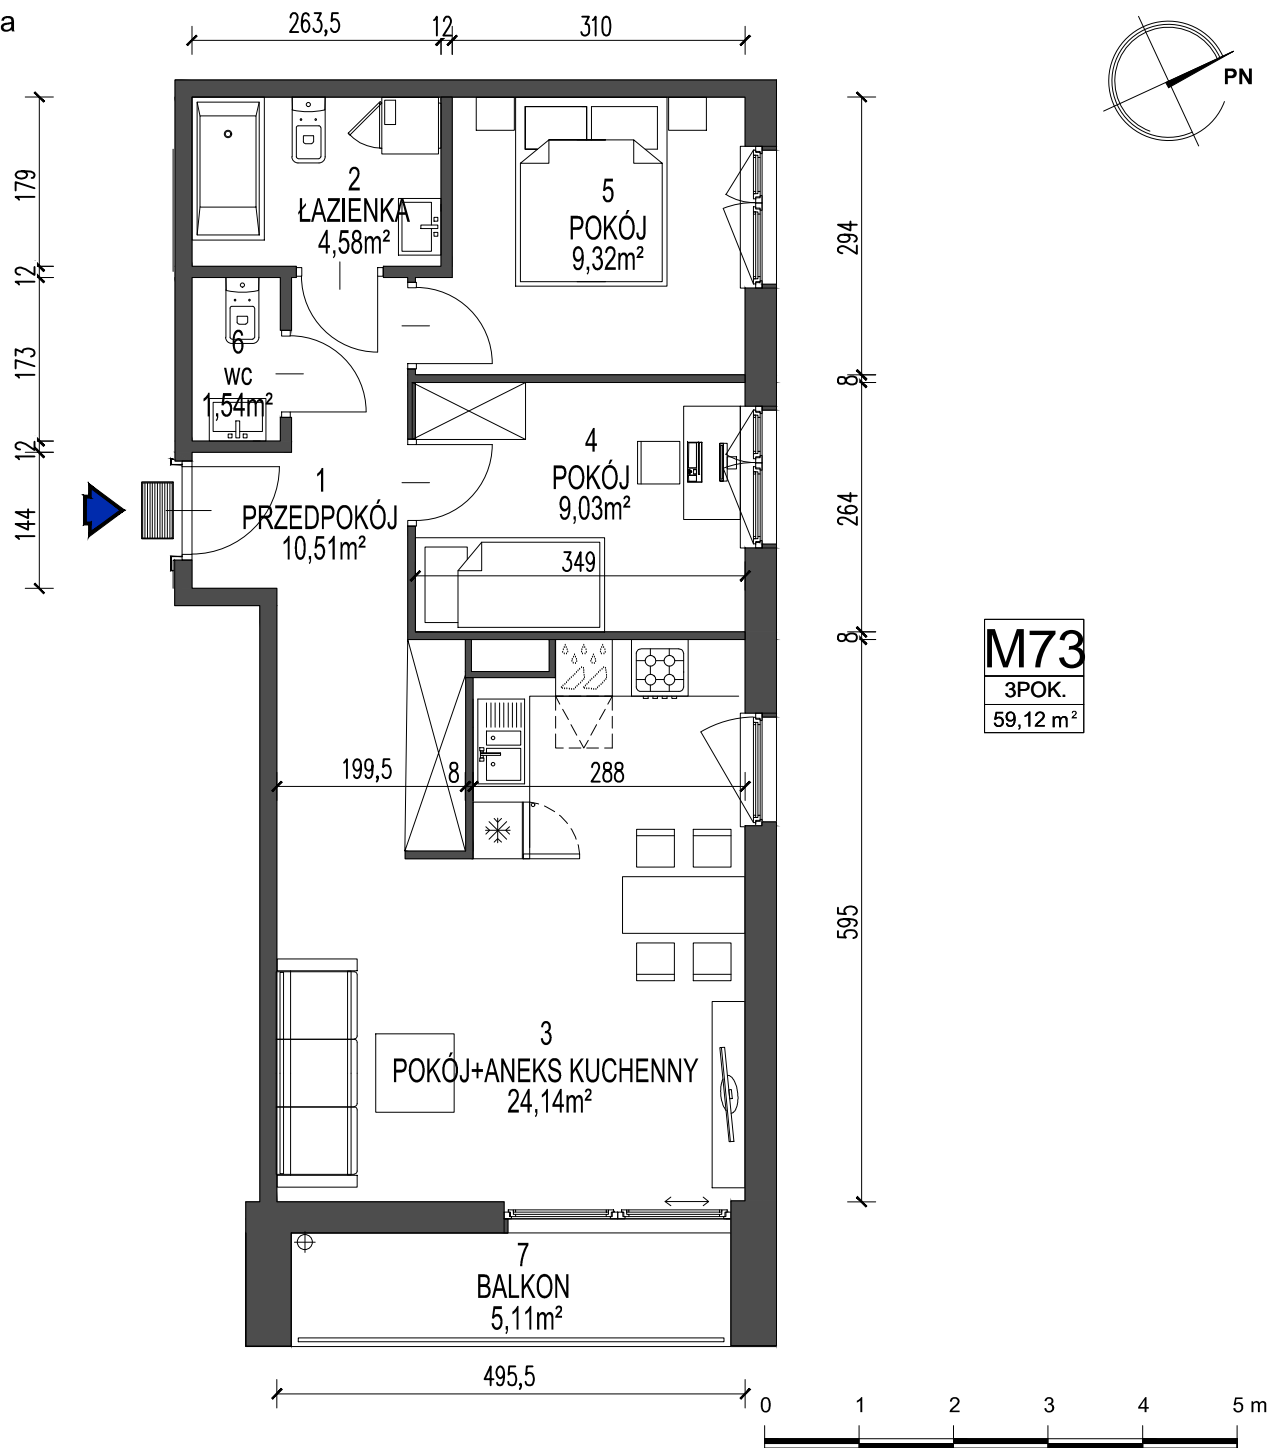 a
263,5
12
310
PN
179
12
173
12
144
2
ŁAZIENKA
4,58m²
5
POKÓJ
9,32m²
294
6
WC
1,54m²
8
4
POKÓJ
9,03m²
264
1
PRZEDPOKÓJ
10,51m²
349
8
M73
3POK.
59,12 m²
199,5
8
288
595
3
POKÓJ+ANEKS KUCHENNY
24,14m²
7
BALKON
5,11m²
495,5
0 1 2 3 4 5 m